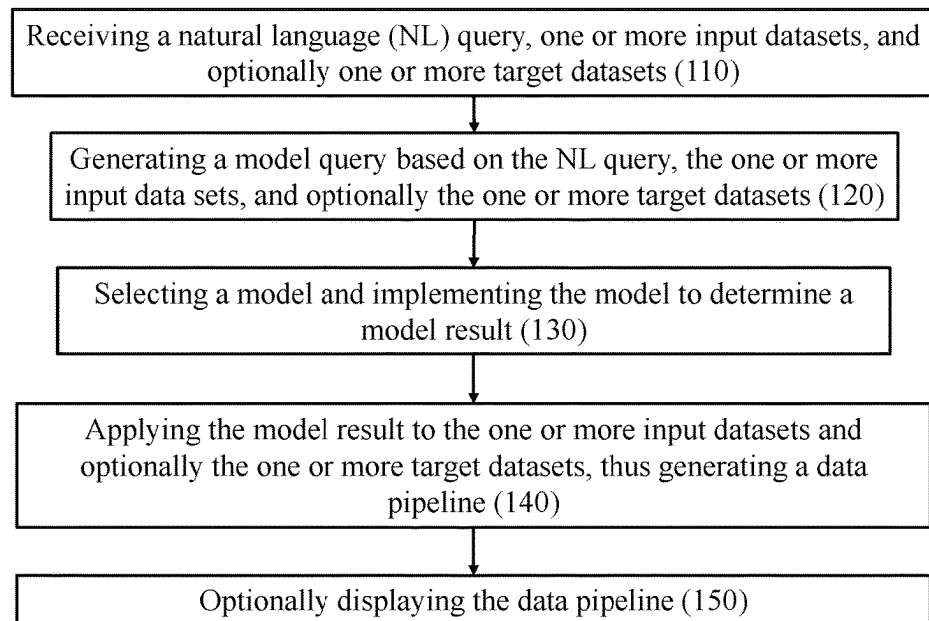 Receiving a natural language (NL) query, one or more input datasets, and
optionally one or more target datasets (110)
Generating a model query based on the NL query, the one or more
input data sets, and optionally the one or more target datasets (120)
Selecting a model and implementing the model to determine a
model result (130)
Applying the model result to the one or more input datasets and
optionally the one or more target datasets, thus generating a data
pipeline (140)
Optionally displaying the data pipeline (150)